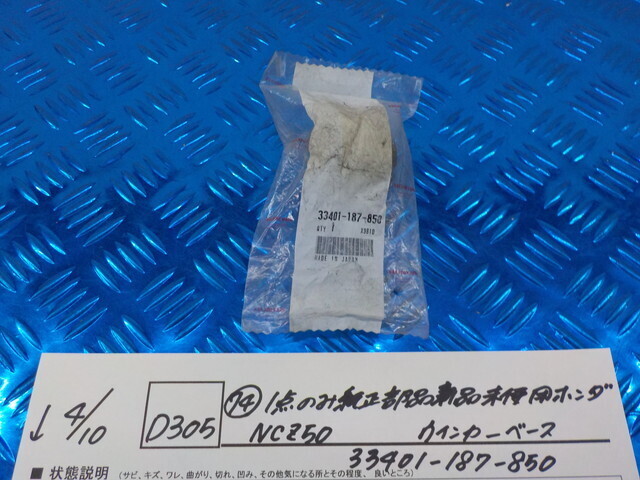 33401-187-850
QTY 1
MADE IN JAPAN
↓ 4/10 D305 74 1点のみ純正部品新品未使用ホンダ
NCZ50 ウインカーベース
33401-187-850
■ 状態説明 (サビ、キズ、ワレ、曲がり、切れ、凹み、その他気になる所とその程度、良いところ)